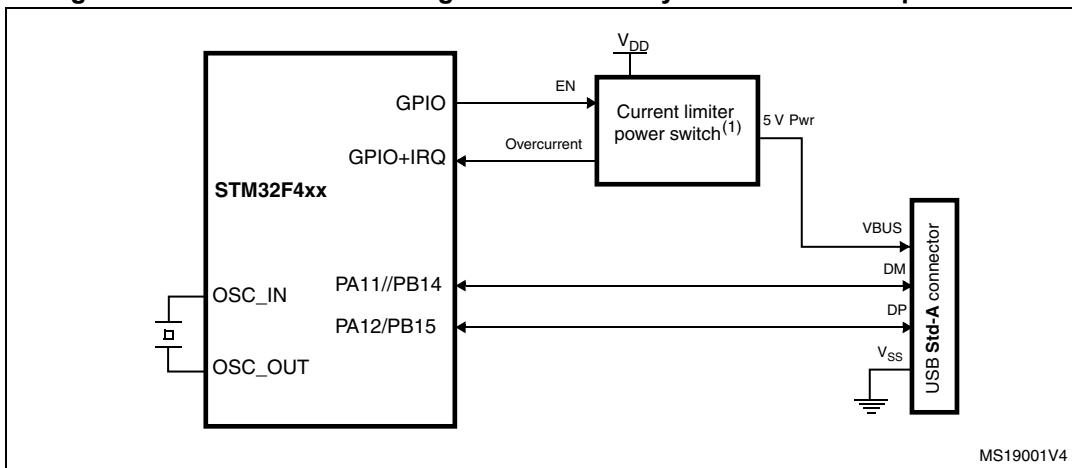 V_DD
GPIO
EN
Current limiter
power switch(1)
5 V Pwr
GPIO+IRQ
Overcurrent
STM32F4xx
VBUS
PA11//PB14
DM
OSC_IN
PA12/PB15
DP
OSC_OUT
VSS
USB Std-A connector
MS19001V4